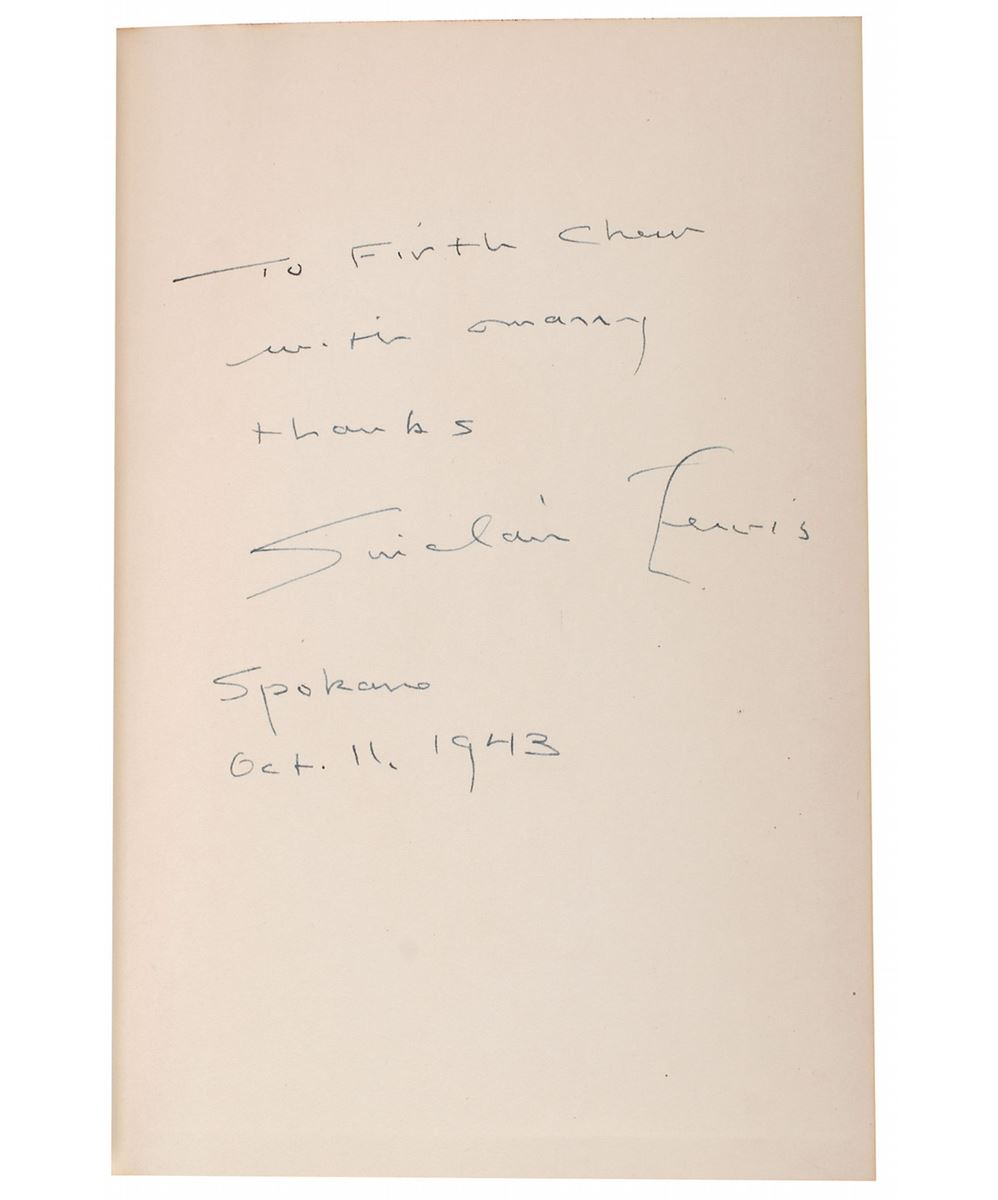 To Firth Chew
with many
thanks
Sinclair Lewis
Spokane
Oct. 11, 1943